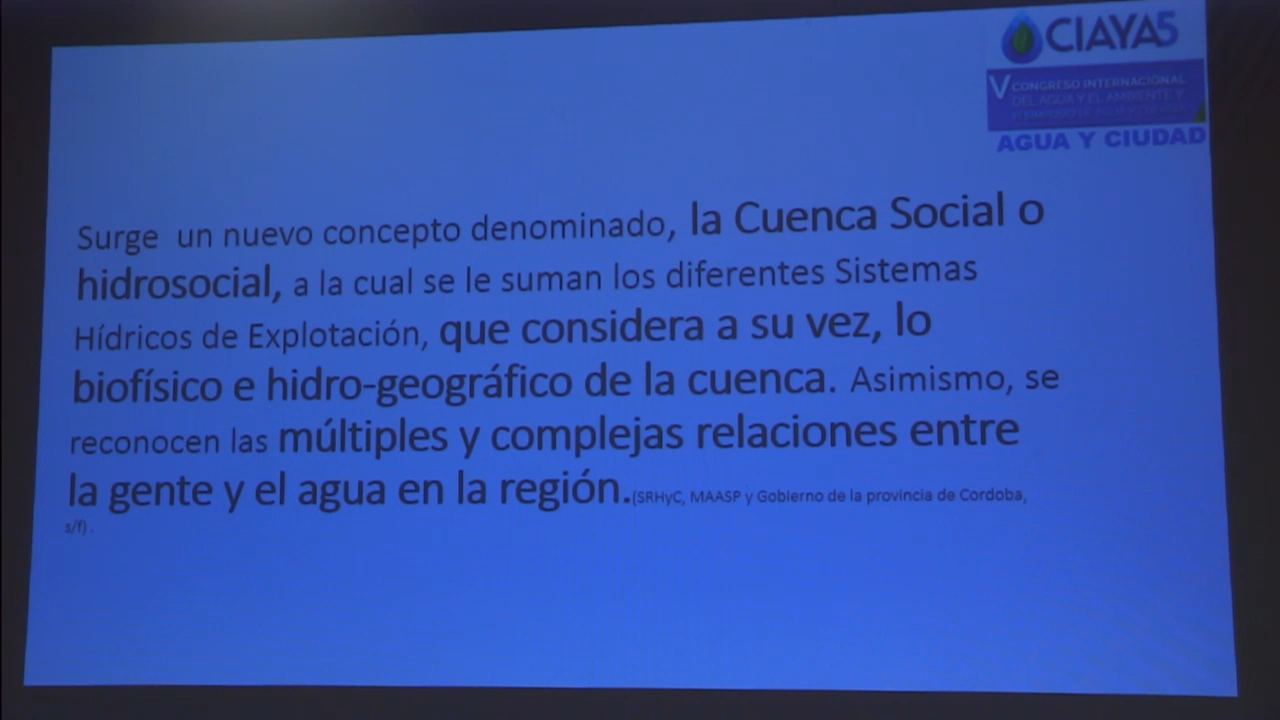 CIAYA5
V CONGRESO INTERNACIONAL
DEL AGUA Y EL AMBIENTE Y
AGUA Y CIUDAD
Surge un nuevo concepto denominado, la Cuenca Social o
hidrosocial, a la cual se le suman los diferentes Sistemas
Hídricos de Explotación, que considera a su vez, lo
biofísico e hidro-geográfico de la cuenca. Asimismo, se
reconocen las múltiples y complejas relaciones entre
la gente y el agua en la región.(SRHyC, MAASP y Gobierno de la provincia de Cordoba,
s/f) .